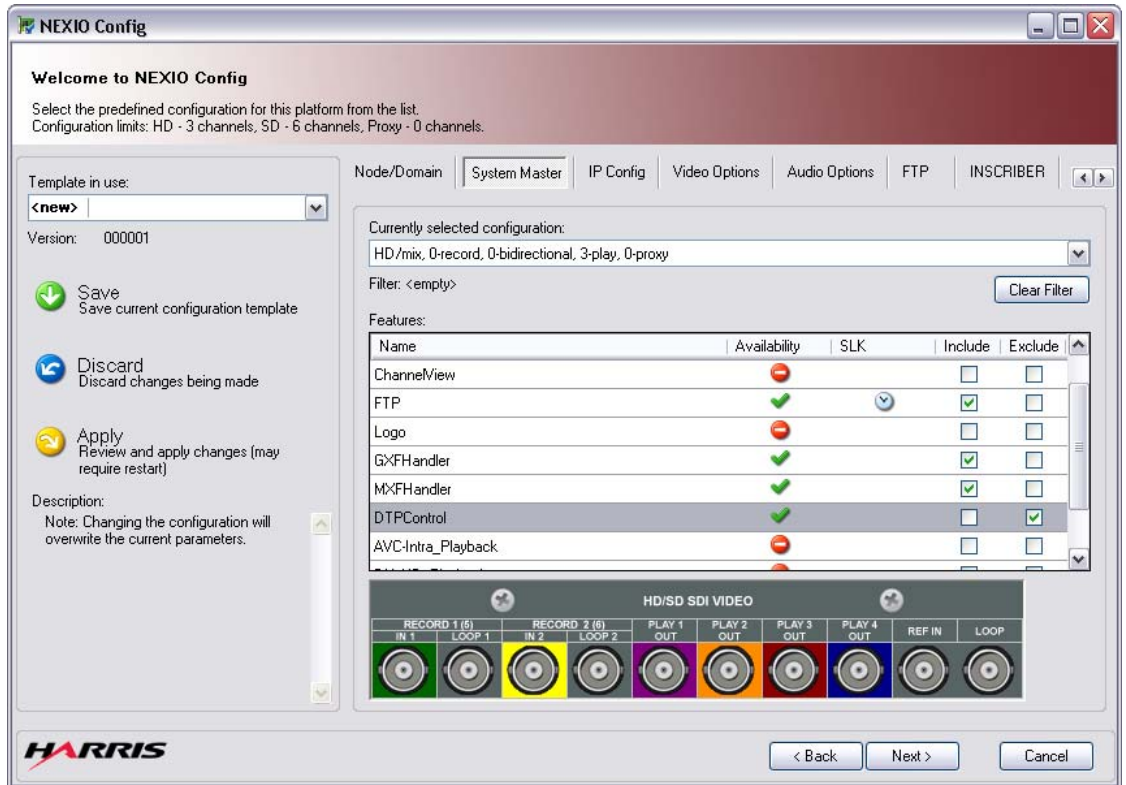 NEXIO Config
Welcome to NEXIO Config
Select the predefined configuration for this platform from the list.
Configuration limits: HD - 3 channels, SD - 6 channels, Proxy - 0 channels.
Template in use:
<new>
Version: 000001
Save
Save current configuration template
Discard
Discard changes being made
Apply
Review and apply changes (may
require restart)
Description:
Note: Changing the configuration will
overwrite the current parameters.
Node/Domain System Master IP Config Video Options Audio Options FTP INSCRIBER
Currently selected configuration:
HD/mix, 0-record, 0-bidirectional, 3-play, 0-proxy
Filter: <empty>
Clear Filter
Features:
Name Availability SLK Include Exclude
ChannelView
FTP
Logo
GXFHandler
MXFHandler
DTPControl
AVC-Intra_Playback
HD/SD SDI VIDEO
RECORD 1 (5) RECORD 2 (6) PLAY 1 PLAY 2 PLAY 3 PLAY 4 REF IN LOOP
IN 1 LOOP 1 IN 2 LOOP 2 OUT OUT OUT OUT
HARRIS
< Back
Next >
Cancel